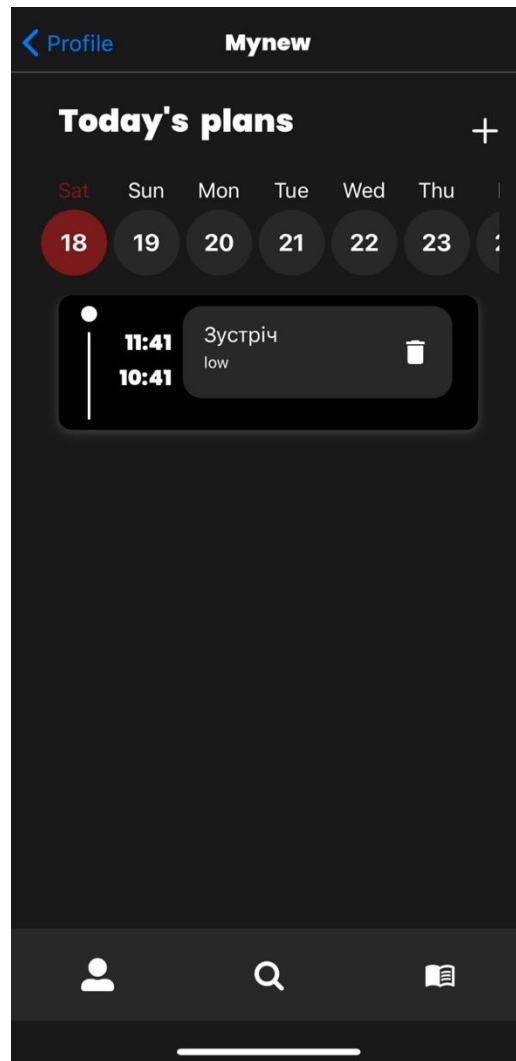 Profile
Mynew
Today's plans
Sat Sun Mon Tue Wed Thu
18 19 20 21 22 23
11:41
10:41
Зустріч
low